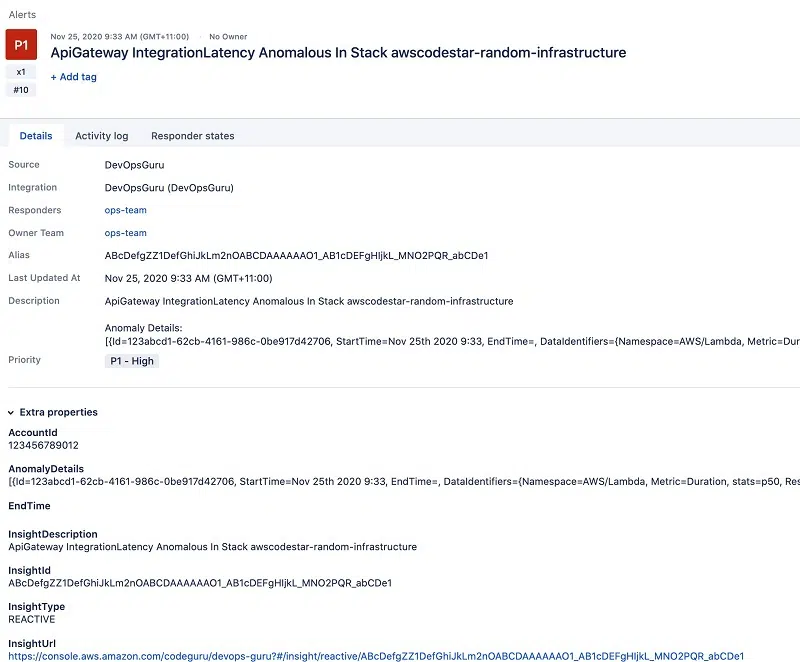 Alerts
P1
Nov 25, 2020 9:33 AM (GMT+11:00) · No Owner
ApiGateway IntegrationLatency Anomalous In Stack awscodestar-random-infrastructure
x1
+ Add tag
#10
Details Activity log Responder states
Source DevOpsGuru
Integration DevOpsGuru (DevOpsGuru)
Responders ops-team
Owner Team ops-team
Alias ABcDefgZZ1DefGhiJkLm2nOABCDAAAAAAO1_AB1cDEFgHIjkL_MNO2PQR_abCDe1
Last Updated At Nov 25, 2020 9:33 AM (GMT+11:00)
Description ApiGateway IntegrationLatency Anomalous In Stack awscodestar-random-infrastructure
Anomaly Details:
[{Id=123abcd1-62cb-4161-986c-0be917d42706, StartTime=Nov 25th 2020 9:33, EndTime=, DataIdentifiers={Namespace=AWS/Lambda, Metric=Dur
Priority P1 - High
Extra properties
AccountId
123456789012
AnomalyDetails
[{Id=123abcd1-62cb-4161-986c-0be917d42706, StartTime=Nov 25th 2020 9:33, EndTime=, DataIdentifiers={Namespace=AWS/Lambda, Metric=Duration, stats=p50, Res
EndTime
InsightDescription
ApiGateway IntegrationLatency Anomalous In Stack awscodestar-random-infrastructure
InsightId
ABcDefgZZ1DefGhiJkLm2nOABCDAAAAAAO1_AB1cDEFgHIjkL_MNO2PQR_abCDe1
InsightType
REACTIVE
InsightUrl
https://console.aws.amazon.com/codeguru/devops-guru?#/insight/reactive/ABcDefgZZ1DefGhiJkLm2nOABCDAAAAAAO1_AB1cDEFgHIjkL_MNO2PQR_abCDe1